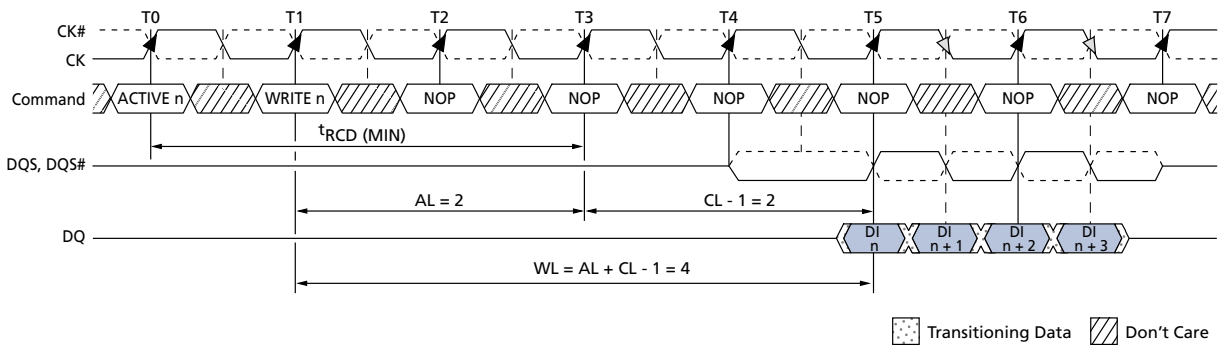 T0 T1 T2 T3 T4 T5 T6 T7
CK#
CK
Command ACTIVE n WRITE n NOP NOP NOP NOP NOP NOP
tRCD (MIN)
DQS, DQS#
AL = 2 CL - 1 = 2
DQ DI n DI n + 1 DI n + 2 DI n + 3
WL = AL + CL - 1 = 4
Transitioning Data Don't Care